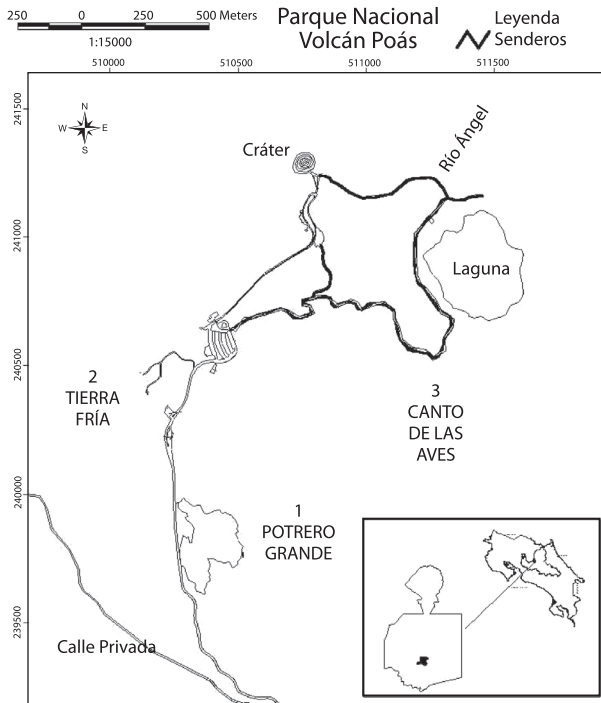 250 0 250 500 Meters
1:15000
Parque Nacional
Volcán Poás
Leyenda
Senderos
510000 510500 511000 511500
241500
241000
240500
240000
239500
N
W E
S
Cráter
Río Ángel
Laguna
2
TIERRA
FRÍA
3
CANTO
DE LAS
AVES
1
POTRERO
GRANDE
Calle Privada